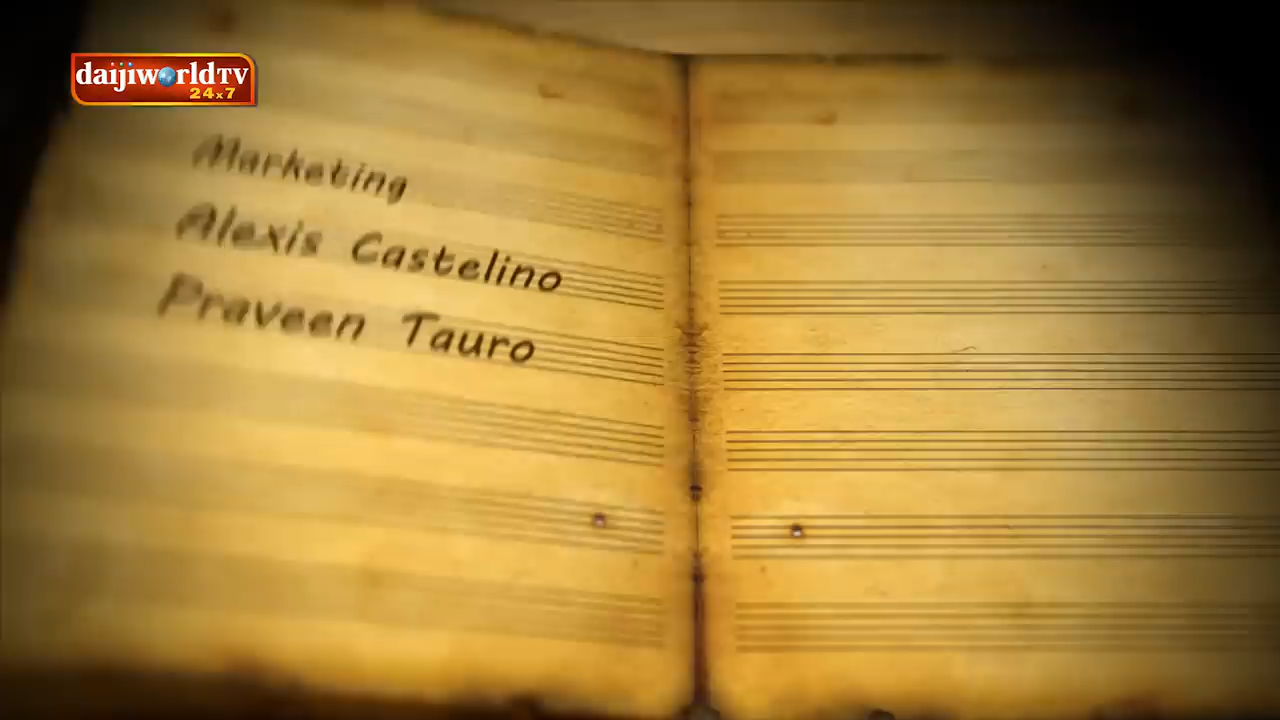 daijiworldTV
24x7
Marketing
Alexis Castelino
Praveen Tauro